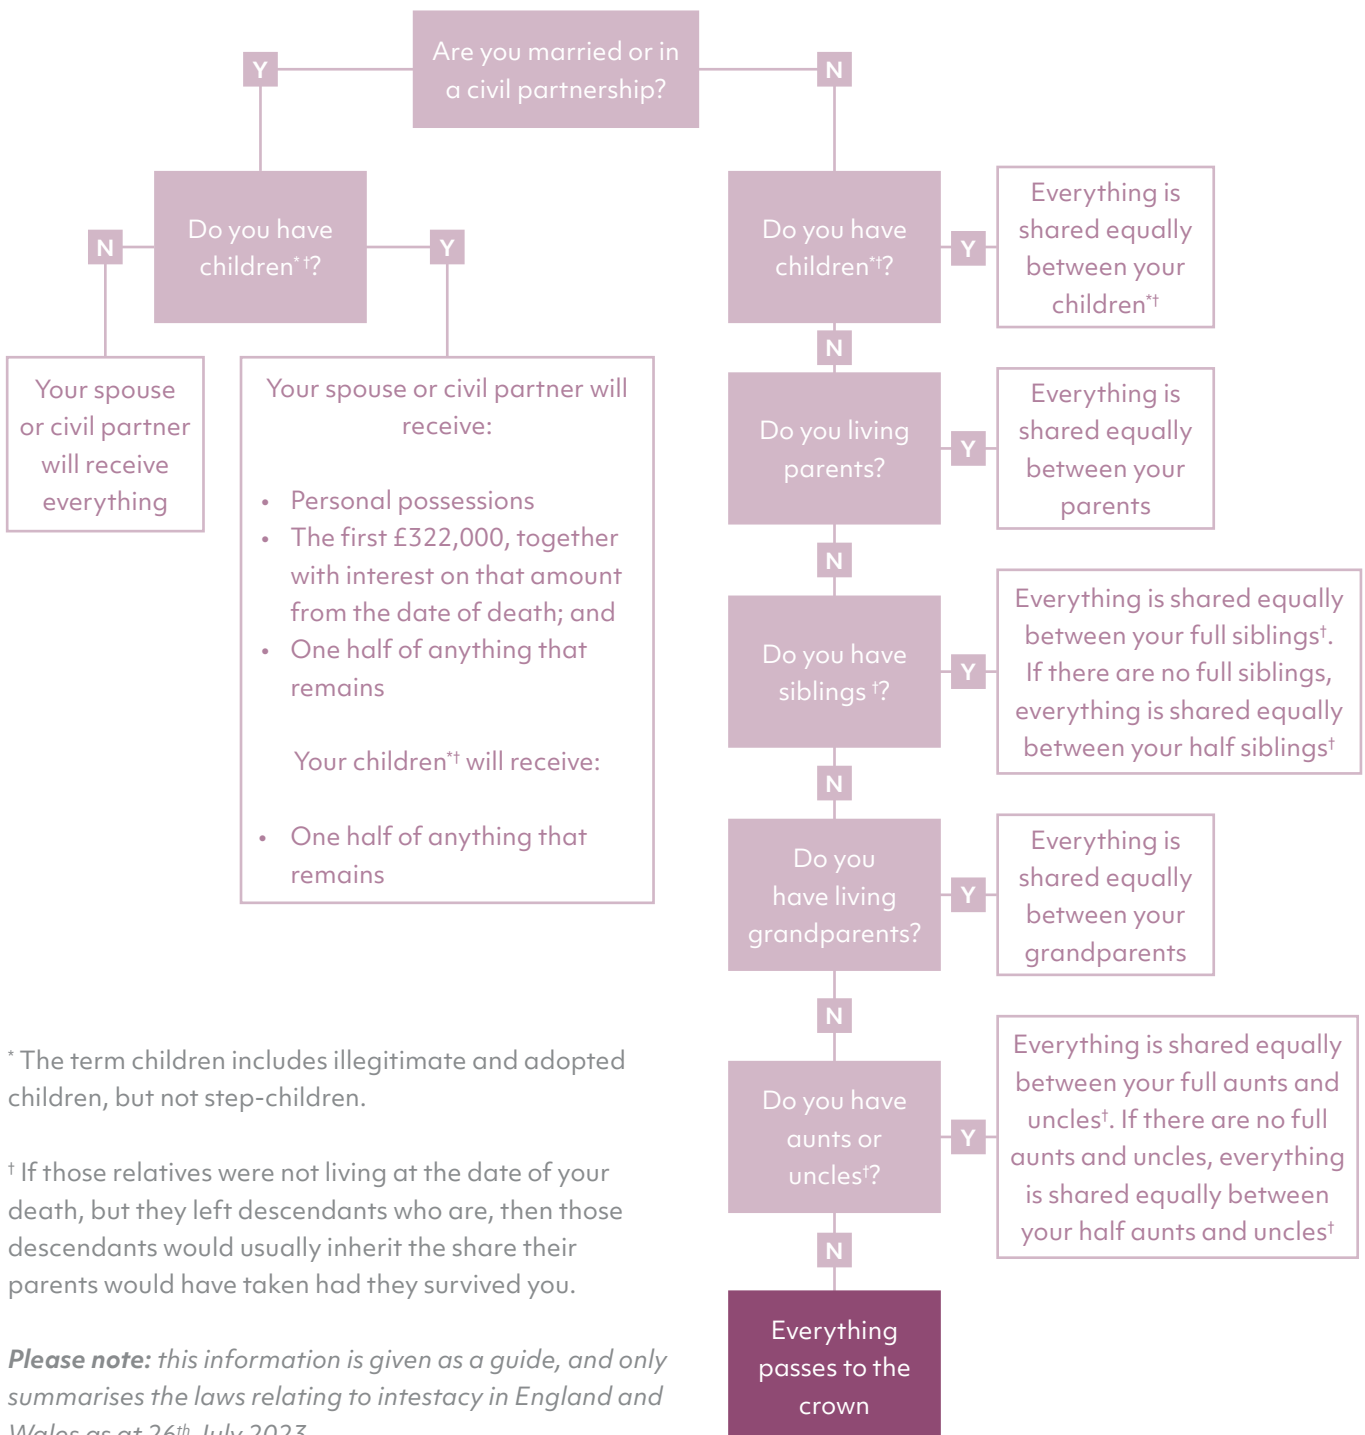 Are you married or in
a civil partnership?
Y
N
Do you have
children*†?
N
Y
Your spouse
or civil partner
will receive
everything
Your spouse or civil partner will
receive:
• Personal possessions
• The first £322,000, together
with interest on that amount
from the date of death; and
• One half of anything that
remains
Your children*† will receive:
• One half of anything that
remains
Do you have
children*†?
Y
Everything is
shared equally
between your
children*†
N
Do you living
parents?
Y
Everything is
shared equally
between your
parents
N
Do you have
siblings †?
Y
Everything is shared equally
between your full siblings†.
If there are no full siblings,
everything is shared equally
between your half siblings†
N
Do you
have living
grandparents?
Y
Everything is
shared equally
between your
grandparents
N
Do you have
aunts or
uncles†?
Y
Everything is shared equally
between your full aunts and
uncles†. If there are no full
aunts and uncles, everything
is shared equally between
your half aunts and uncles†
N
Everything
passes to the
crown
* The term children includes illegitimate and adopted
children, but not step-children.
† If those relatives were not living at the date of your
death, but they left descendants who are, then those
descendants would usually inherit the share their
parents would have taken had they survived you.
Please note: this information is given as a guide, and only
summarises the laws relating to intestacy in England and
Wales as at 26th July 2023